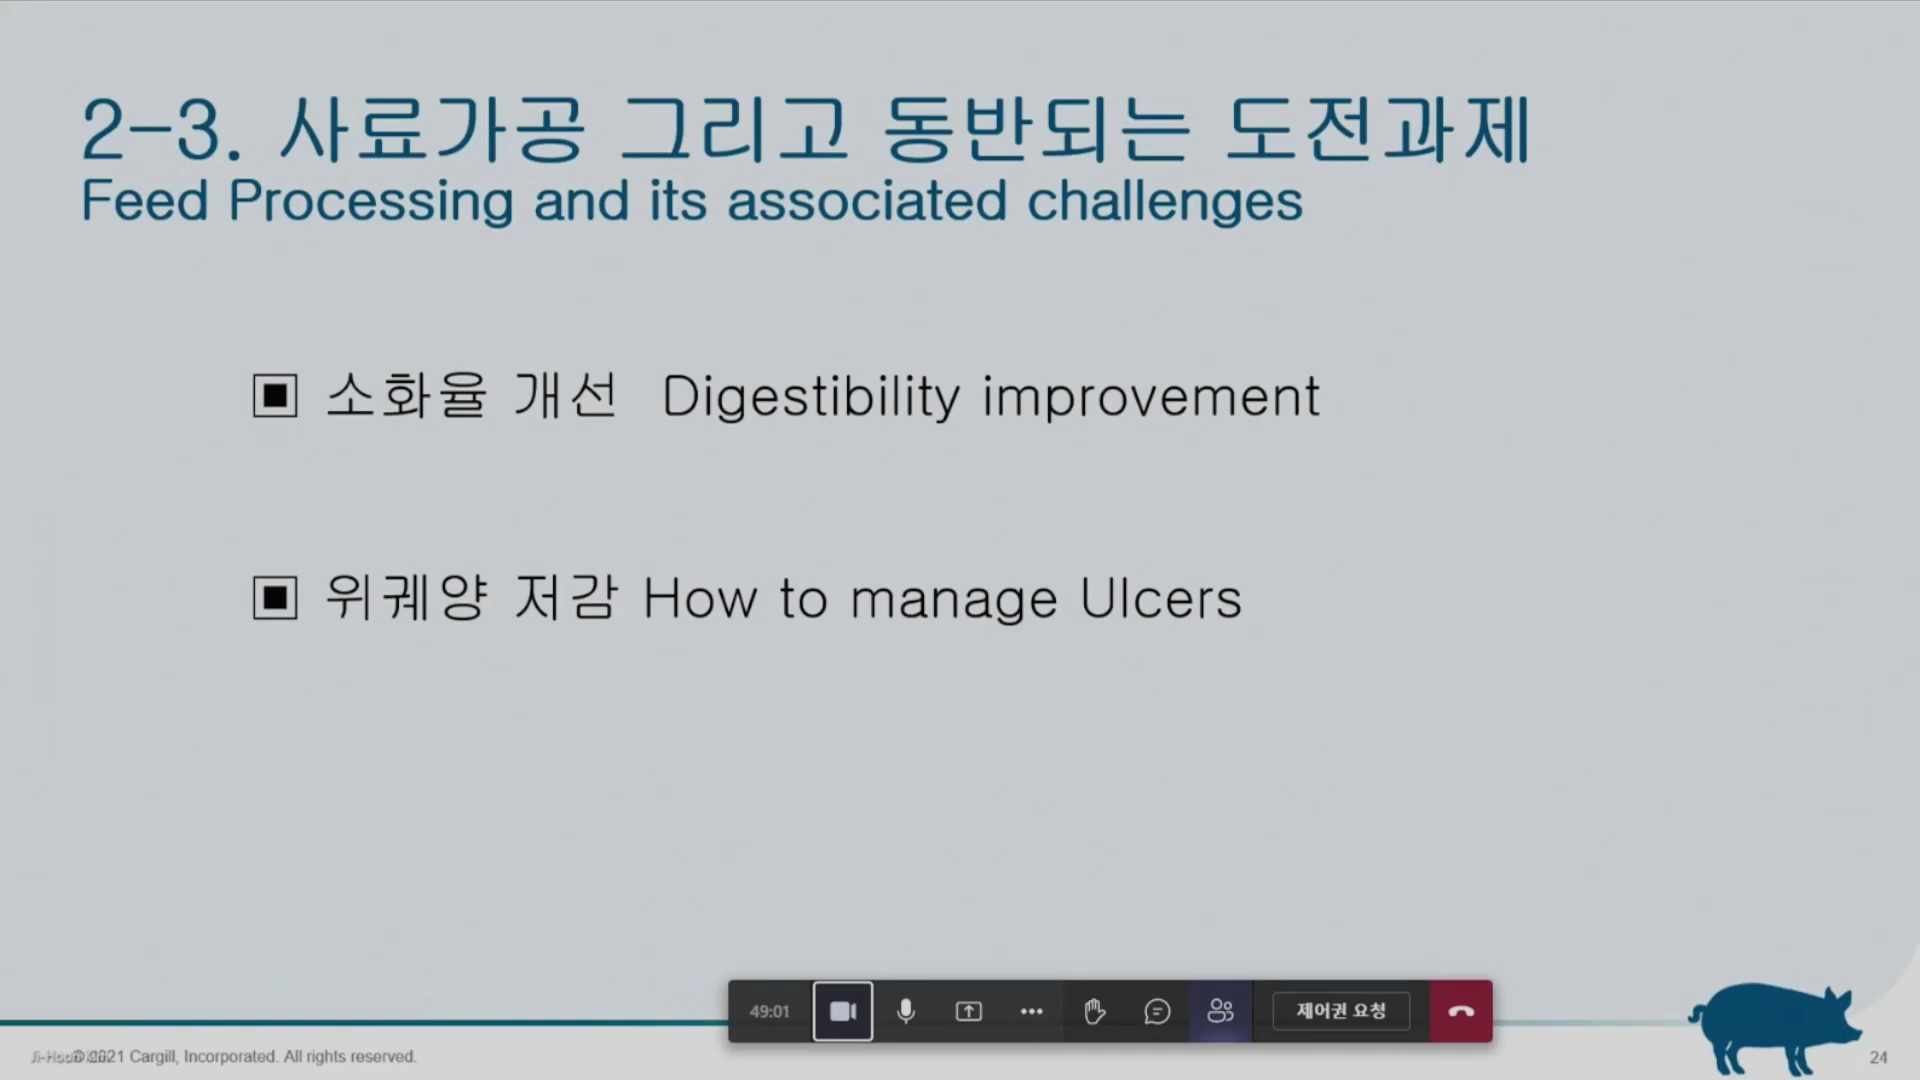 2-3. 사료가공 그리고 동반되는 도전과제
Feed Processing and its associated challenges
▣ 소화율 개선 Digestibility improvement
▣ 위궤양 저감 How to manage Ulcers
49:01
제어권 요청
© 2021 Cargill, Incorporated. All rights reserved.
24